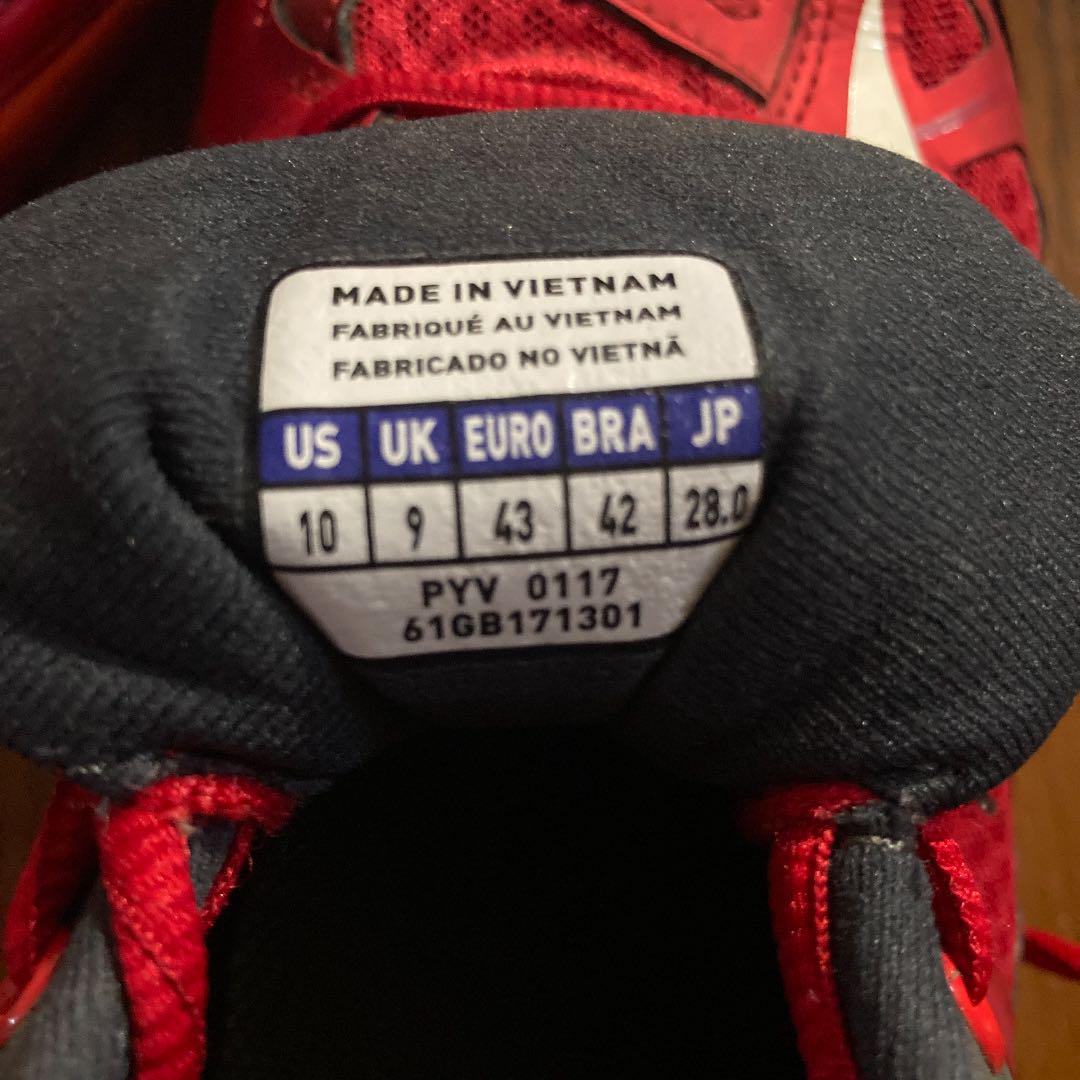 MADE IN VIETNAM
FABRIQUÉ AU VIETNAM
FABRICADO NO VIETNÃ
US UK EURO BRA JP
10 9 43 42 28.0
PYV 0117
61GB171301